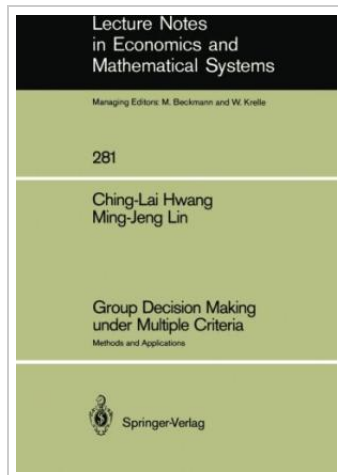 Lecture Notes
in Economics and
Mathematical Systems
Managing Editors: M. Beckmann and W. Krelle
281
Ching-Lai Hwang
Ming-Jeng Lin
Group Decision Making
under Multiple Criteria
Methods and Applications
Springer-Verlag